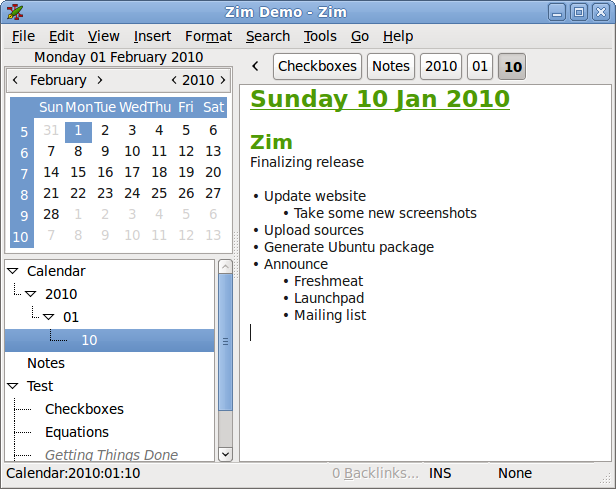 Zim Demo - Zim
File Edit View Insert Format Search Tools Go Help
Monday 01 February 2010
February 2010
Sun Mon Tue Wed Thu Fri Sat
5 31 1 2 3 4 5 6
6 7 8 9 10 11 12 13
7 14 15 16 17 18 19 20
8 21 22 23 24 25 26 27
9 28 1 2 3 4 5 6
10 7 8 9 10 11 12 13
Calendar
2010
01
10
Notes
Test
Checkboxes
Equations
Getting Things Done
Checkboxes Notes 2010 01 10
Sunday 10 Jan 2010
Zim
Finalizing release
• Update website
• Take some new screenshots
• Upload sources
• Generate Ubuntu package
• Announce
• Freshmeat
• Launchpad
• Mailing list
Calendar:2010:01:10 0 Backlinks... INS None